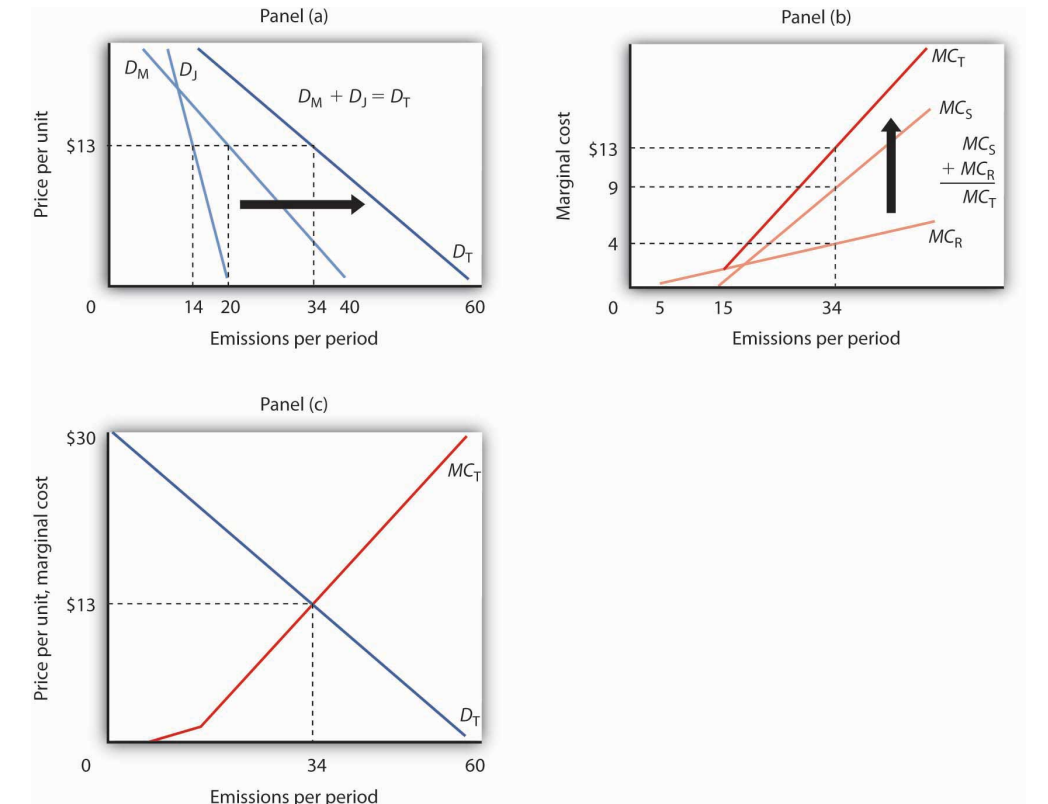 Panel (a)
Price per unit
D_M
D_J
D_M + D_J = D_T
$13
D_T
0
14
20
34
40
60
Emissions per period
Panel (b)
Marginal cost
MC_T
MC_S
$13
MC_S
+ MC_R
MC_T
9
4
MC_R
0
5
15
34
Emissions per period
Panel (c)
Price per unit, marginal cost
$30
MC_T
$13
D_T
0
34
60
Emissions per period